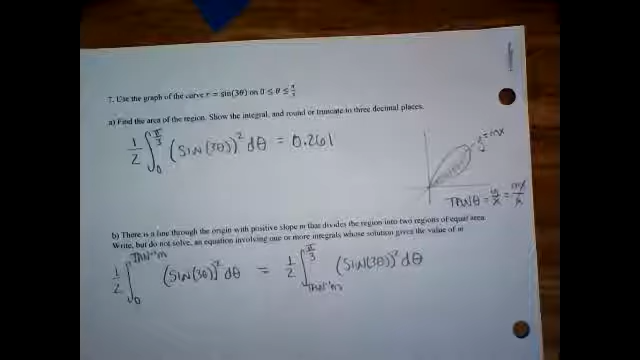 7. Use the graph of the curve r = sin(3θ) on 0 ≤ θ ≤ π/3
a) Find the area of the region. Show the integral, and round or truncate to three decimal places.
1/2 ∫₀^(π/3) (SIN(3θ))² dθ = 0.261
y=mx
TANθ = y/x = mx/x
b) There is a line through the origin with positive slope m that divides the region into two regions of equal area.
Write, but do not solve, an equation involving one or more integrals whose solution gives the value of m
1/2 ∫₀^(TAN⁻¹m) (SIN(3θ))² dθ = 1/2 ∫_(TAN⁻¹m)^(π/3) (SIN(3θ))² dθ